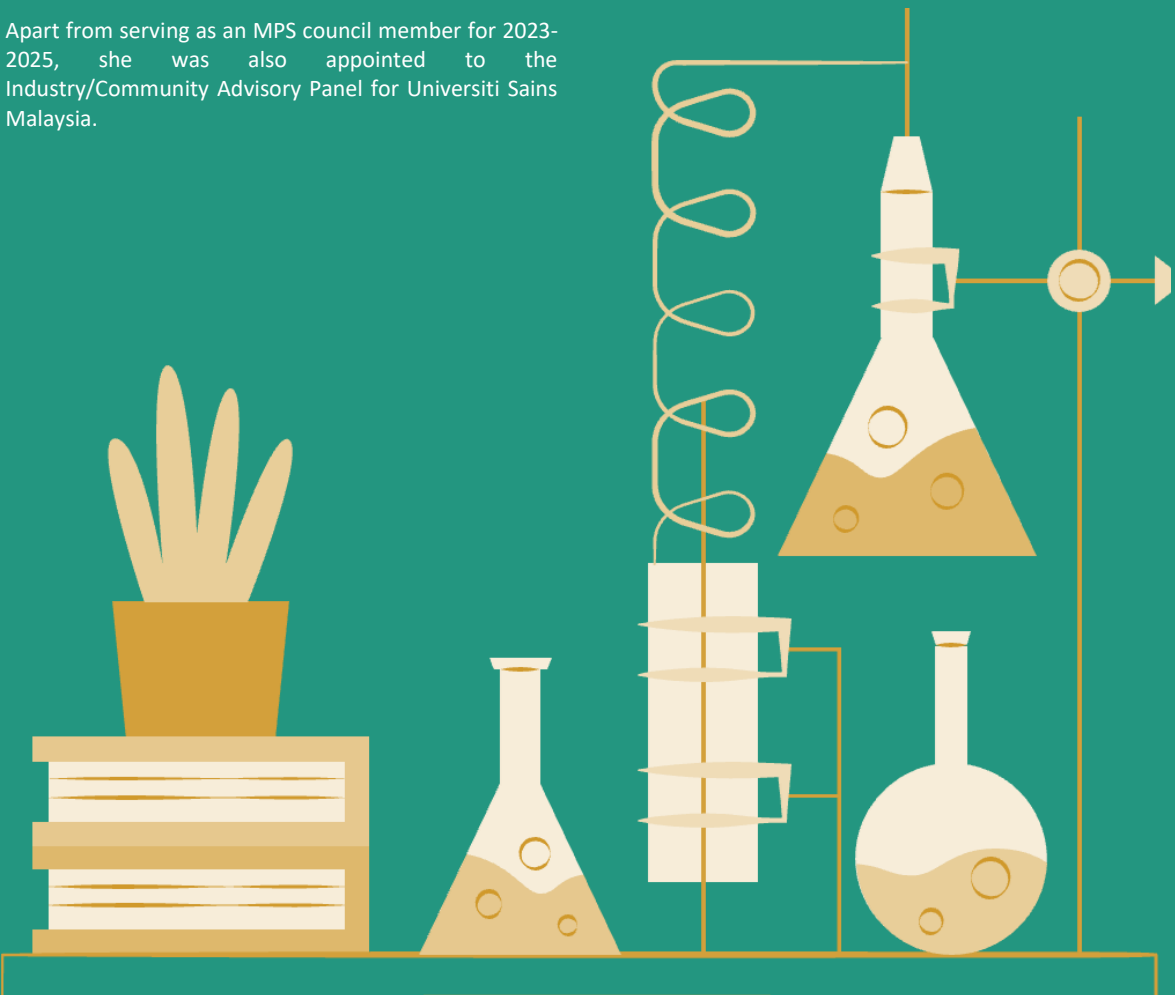 Apart from serving as an MPS council member for 2023-
2025, she was also appointed to the
Industry/Community Advisory Panel for Universiti Sains
Malaysia.